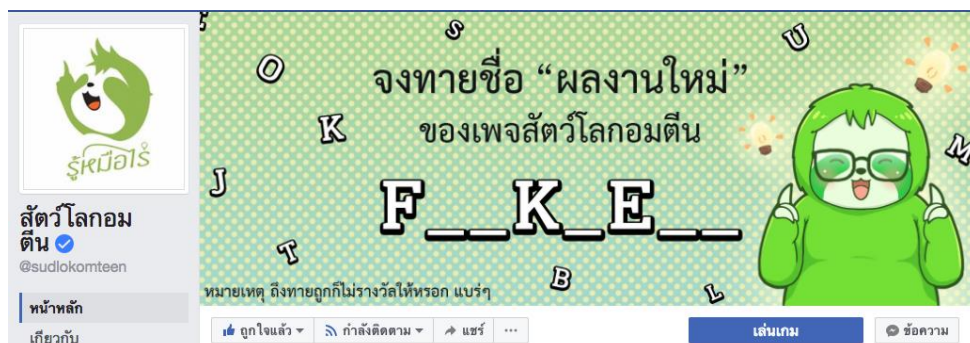 รู้หมือไร่
สัตว์โลกอม
ตีน
@sudlokomteen
หน้าหลัก
เกี่ยวกับ
S
U
O
K
J
M
T
B
L
จงทายชื่อ “ผลงานใหม่”
ของเพจสัตว์โลกอมตีน
F__K_E__
หมายเหตุ ถึงทายถูกก็ไม่รางวัลให้หรอก แบร่ๆ
ถูกใจแล้ว กำลังติดตาม แชร์ ... เล่นเกม ข้อความ